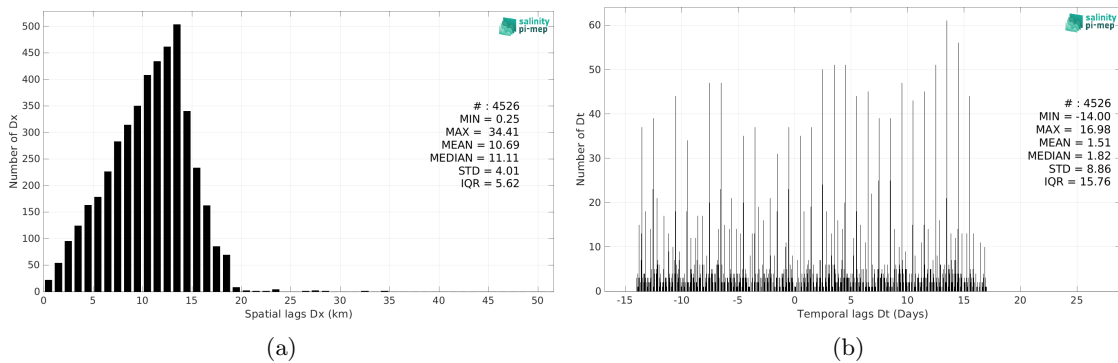 salinity
pi-mep
500
450
400
350
300
250
200
150
100
50
0
Number of Dx
# : 4526
MIN = 0.25
MAX = 34.41
MEAN = 10.69
MEDIAN = 11.11
STD = 4.01
IQR = 5.62
0 5 10 15 20 25 30 35 40 45 50
Spatial lags Dx (km)
(a)
salinity
pi-mep
60
50
40
30
20
10
0
Number of Dt
# : 4526
MIN = -14.00
MAX = 16.98
MEAN = 1.51
MEDIAN = 1.82
STD = 8.86
IQR = 15.76
-15 -10 -5 0 5 10 15 20 25
Temporal lags Dt (Days)
(b)